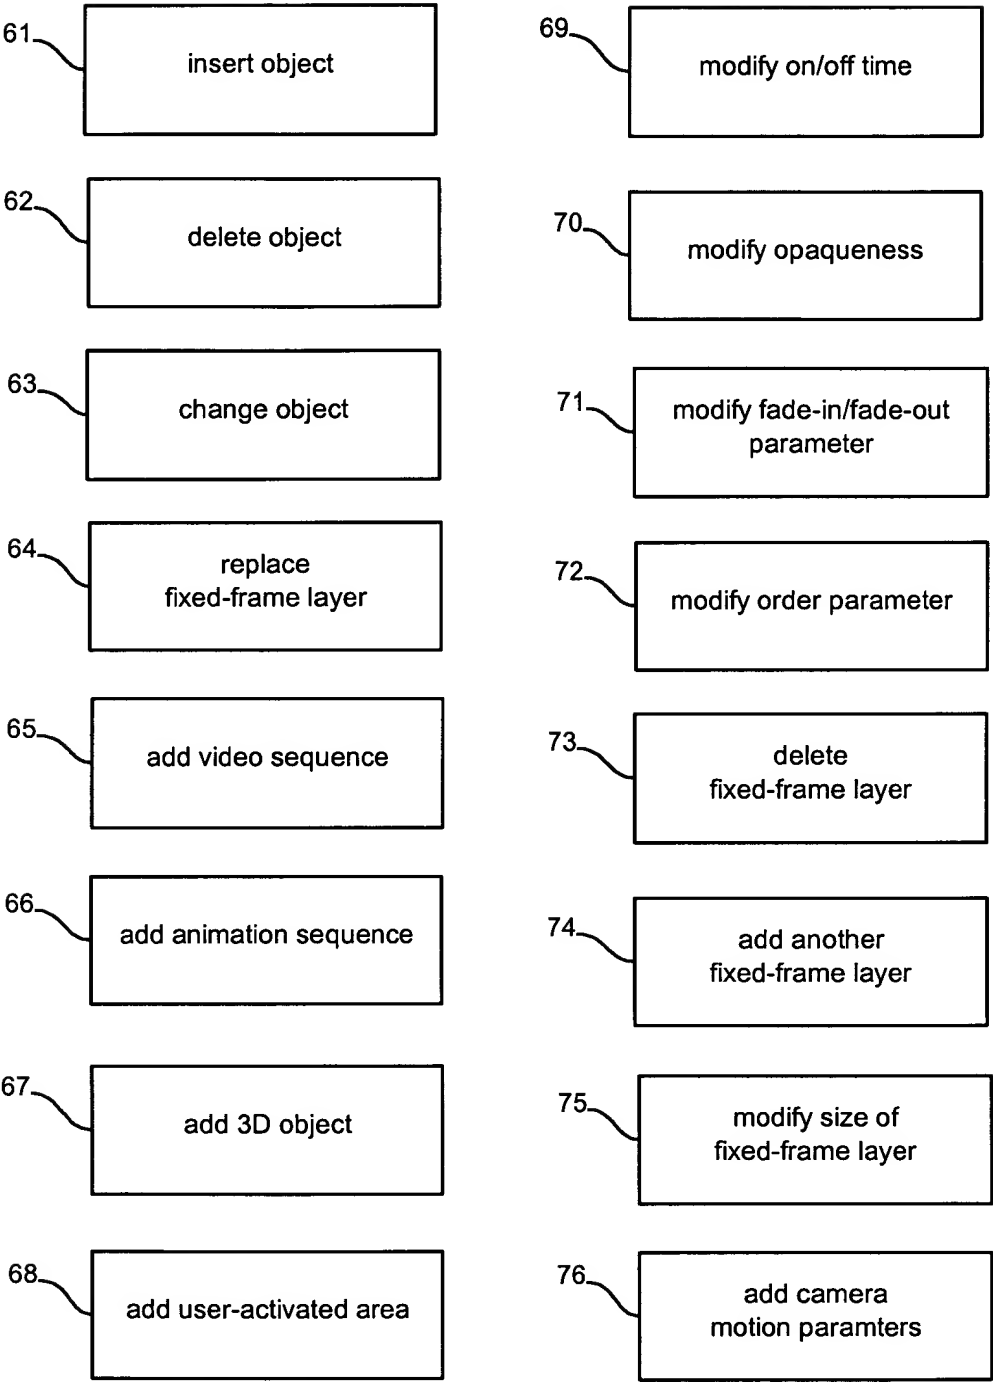 61
insert object
62
delete object
63
change object
64
replace
fixed-frame layer
65
add video sequence
66
add animation sequence
67
add 3D object
68
add user-activated area
69
modify on/off time
70
modify opaqueness
71
modify fade-in/fade-out
parameter
72
modify order parameter
73
delete
fixed-frame layer
74
add another
fixed-frame layer
75
modify size of
fixed-frame layer
76
add camera
motion paramters